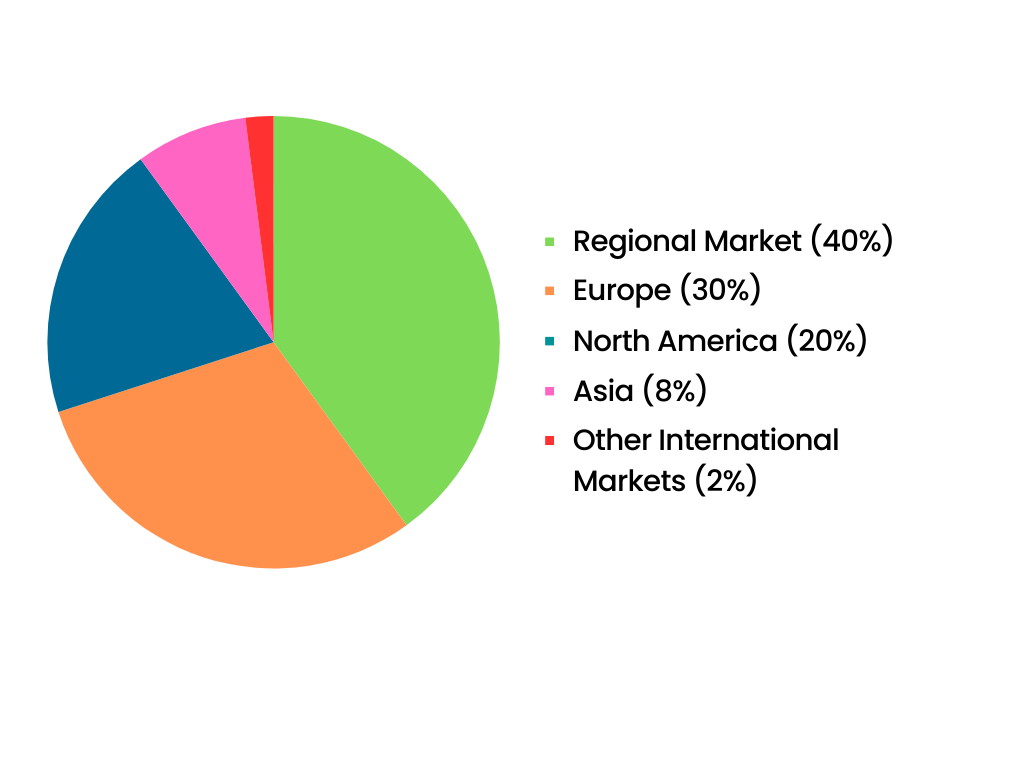 Regional Market (40%)
Europe (30%)
North America (20%)
Asia (8%)
Other International
Markets (2%)